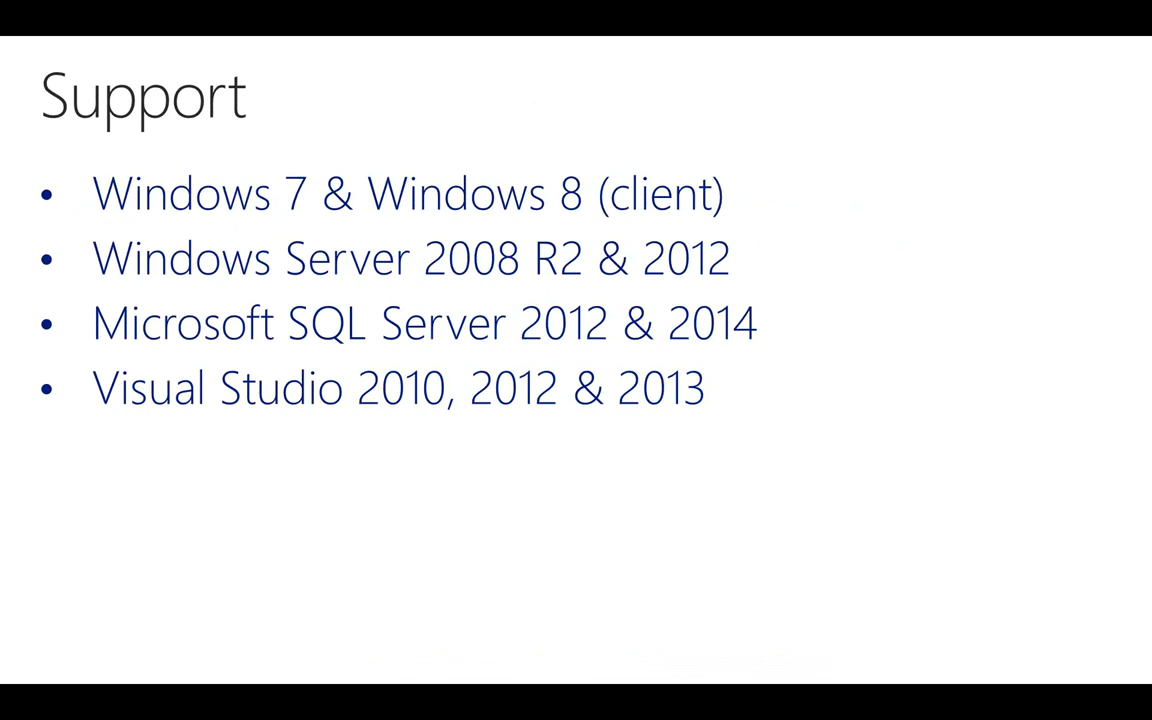 Support
• Windows 7 & Windows 8 (client)
• Windows Server 2008 R2 & 2012
• Microsoft SQL Server 2012 & 2014
• Visual Studio 2010, 2012 & 2013